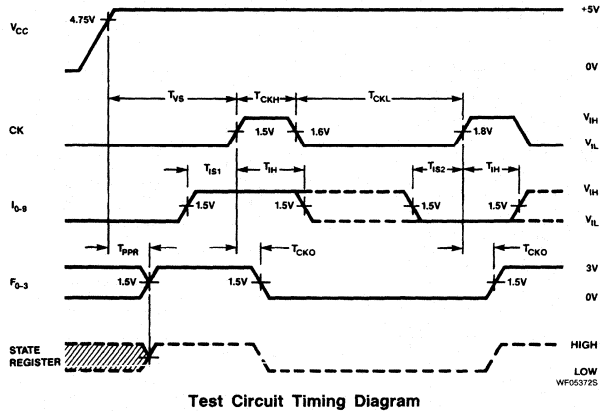 +5V
4.75V
VCC
0V
TVS
TCKH
TCKL
CK
1.5V
1.6V
1.8V
VIH
VIL
TIS1
TIH
TIS2
TIH
I0-9
1.5V
1.5V
1.5V
1.5V
VIH
VIL
TPPR
TCKO
TCKO
F0-3
1.5V
1.5V
1.5V
3V
0V
STATE
REGISTER
HIGH
LOW
WF05372S
Test Circuit Timing Diagram